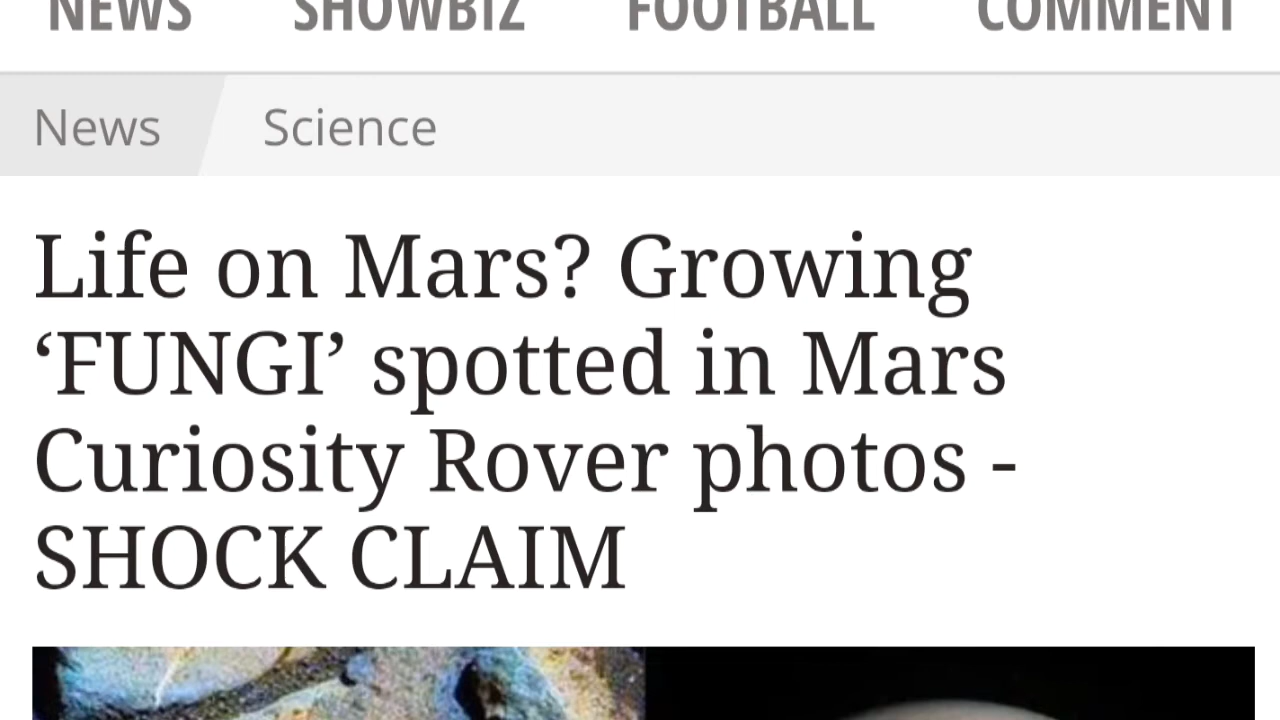 NEWS SHOWBIZ FOOTBALL COMMENT
News Science
Life on Mars? Growing
‘FUNGI’ spotted in Mars
Curiosity Rover photos -
SHOCK CLAIM